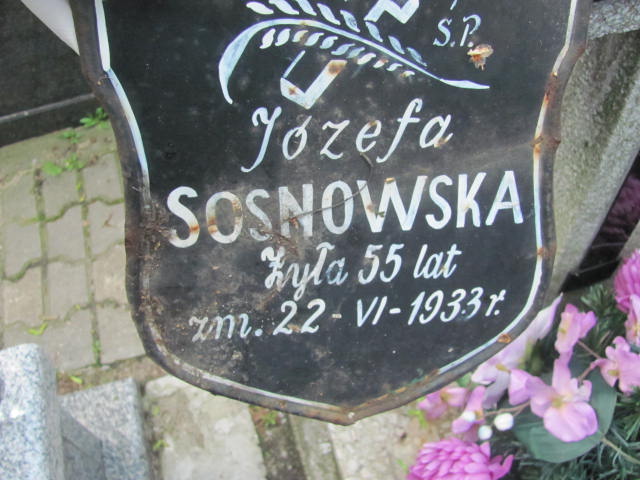 Ś.P.
Józefa
SOSNOWSKA
żyła 55 lat
zm. 22-VI-1933 r.